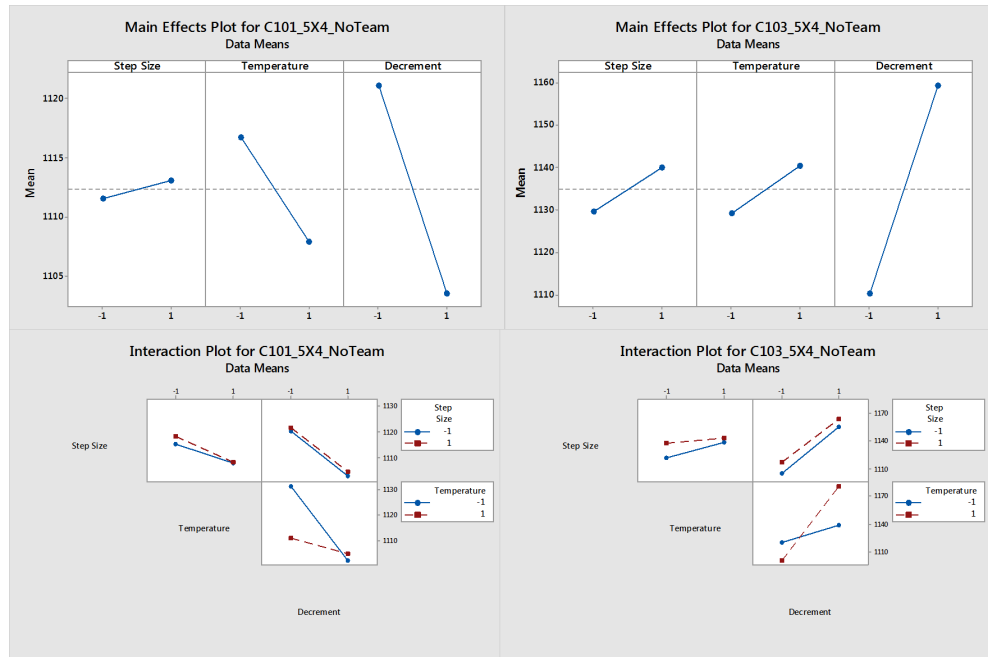 Main Effects Plot for C101_5X4_NoTeam
Data Means
Step Size Temperature Decrement
1120
1115
1110
1105
Mean
-1 1 -1 1 -1 1
Main Effects Plot for C103_5X4_NoTeam
Data Means
Step Size Temperature Decrement
1160
1150
1140
1130
1120
1110
Mean
-1 1 -1 1 -1 1
Interaction Plot for C101_5X4_NoTeam
Data Means
-1 1 -1 1
Step Size
1130
1120
1110
Step
Size
-1
1
Temperature
1130
1120
1110
Temperature
-1
1
Decrement
Interaction Plot for C103_5X4_NoTeam
Data Means
-1 1 -1 1
Step Size
1170
1140
1110
Step
Size
-1
1
Temperature
1170
1140
1110
Temperature
-1
1
Decrement